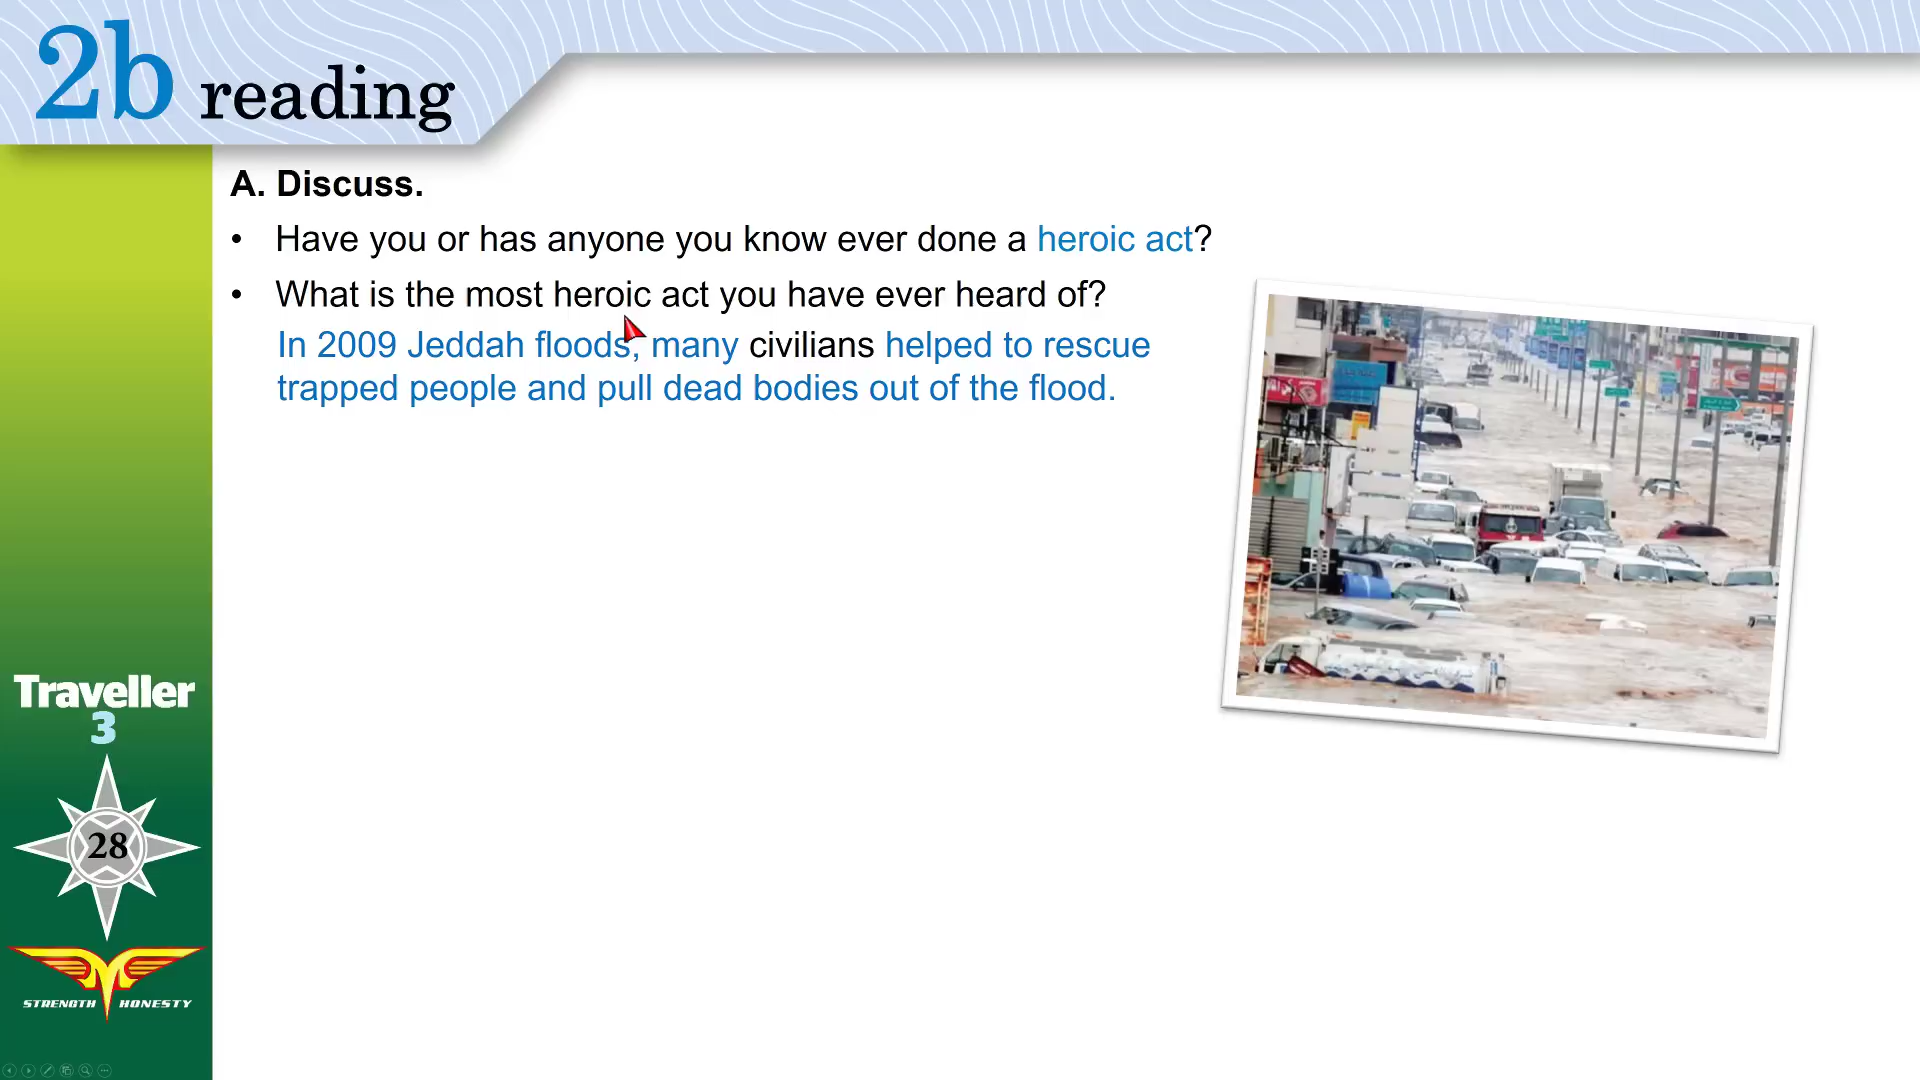 2b reading
A. Discuss.
• Have you or has anyone you know ever done a heroic act?
• What is the most heroic act you have ever heard of?
In 2009 Jeddah floods, many civilians helped to rescue
trapped people and pull dead bodies out of the flood.
Traveller
3
28
STRENGTH HONESTY